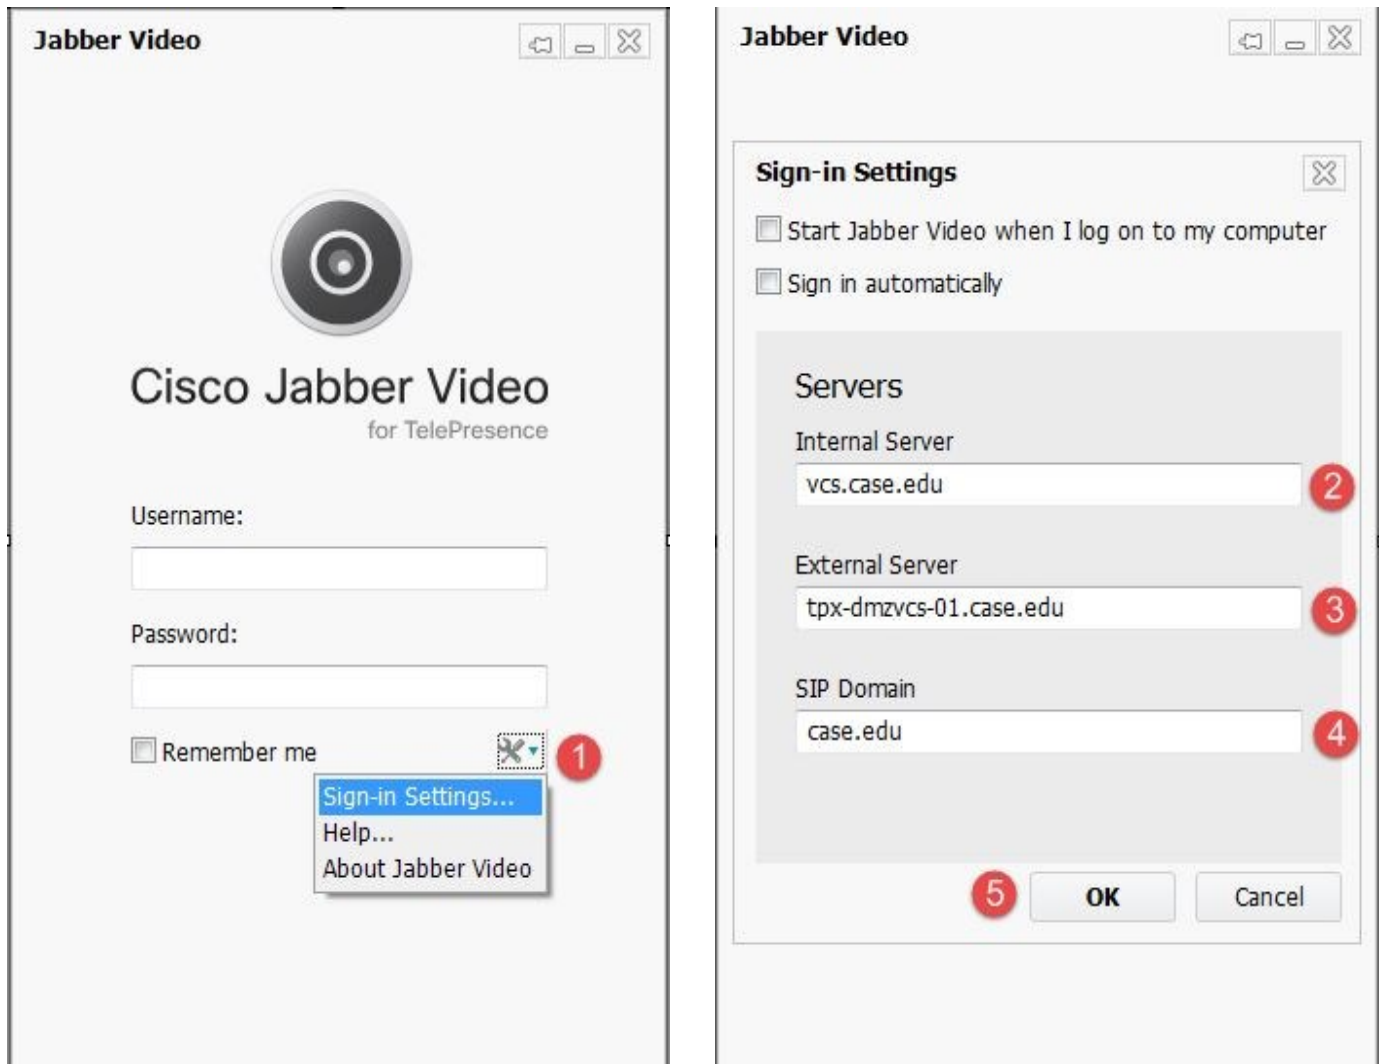 Jabber Video
Cisco Jabber Video
for TelePresence
Username:
Password:
Remember me
1
Sign-in Settings...
Help...
About Jabber Video
Jabber Video
Sign-in Settings
Start Jabber Video when I log on to my computer
Sign in automatically
Servers
Internal Server
vcs.case.edu
2
External Server
tpx-dmzvcs-01.case.edu
3
SIP Domain
case.edu
4
5
OK
Cancel